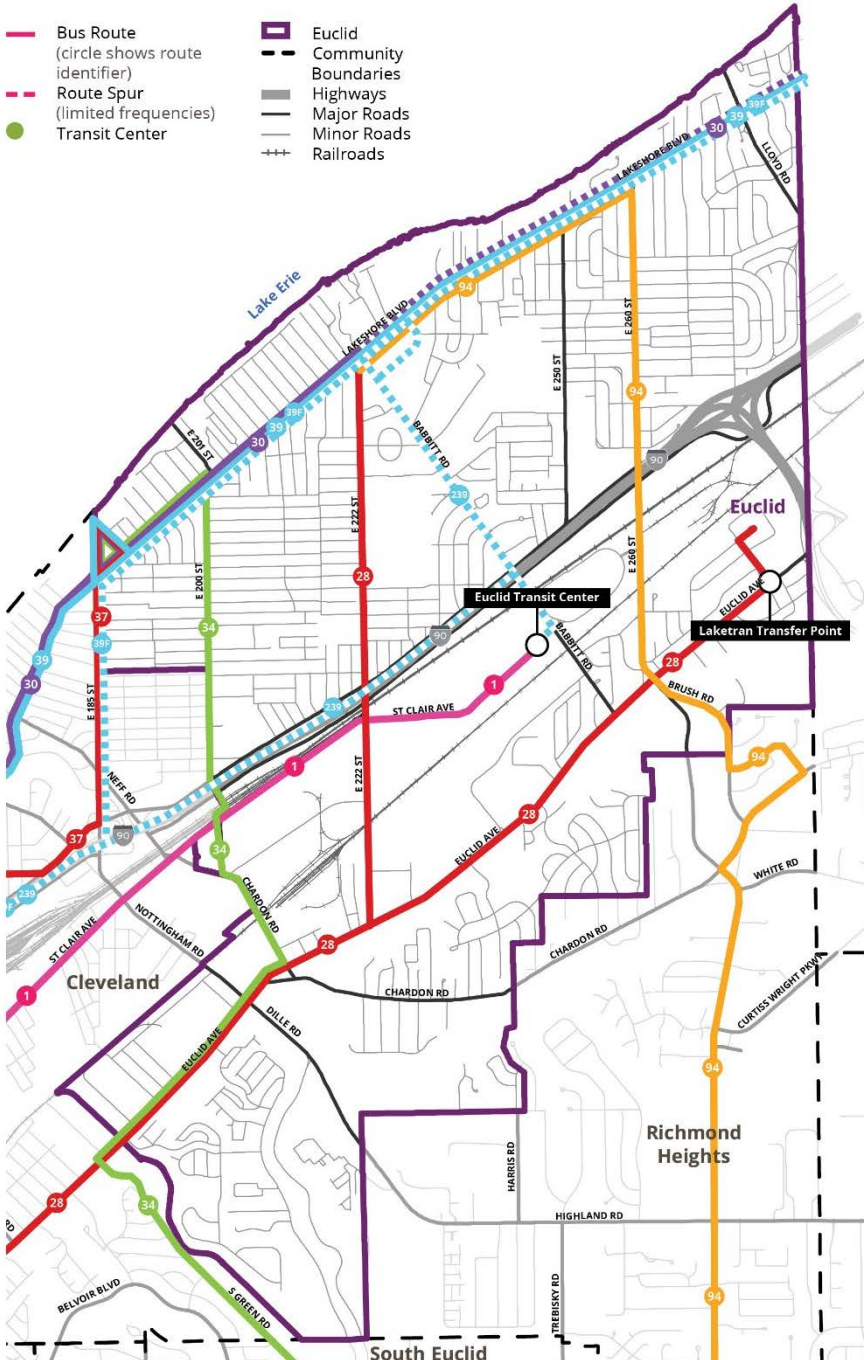 Bus Route
(circle shows route
identifier)
Route Spur
(limited frequencies)
Transit Center
Euclid
Community
Boundaries
Highways
Major Roads
Minor Roads
Railroads
30
39
39F
LAKESHORE BLVD
LLOYD RD
Lake Erie
94
LAKESHORE BLVD
E 260 ST
E 250 ST
94
E 201 ST
39F
39
30
BABBITT RD
90
239
E 222 ST
Euclid
E 260 ST
28
E 200 ST
Euclid Transit Center
EUCLID AVE
37
34
90
BABBITT RD
Laketran Transfer Point
39F
39
28
30
E 185 ST
1
BRUSH RD
239
ST CLAIR AVE
94
1
E 222 ST
NEFF RD
28
37
90
34
EUCLID AVE
WHITE RD
239
CHARDON RD
F
ST CLAIR AVE
NOTTINGHAM RD
28
CHARDON RD
Cleveland
CHARDON RD
CURTISS WRIGHT PKWY
1
DILLE RD
EUCLID AVE
94
Richmond
Heights
HARRIS RD
28
34
HIGHLAND RD
RD
S GREEN RD
BELVOIR BLVD
TREBISKY RD
94
South Euclid